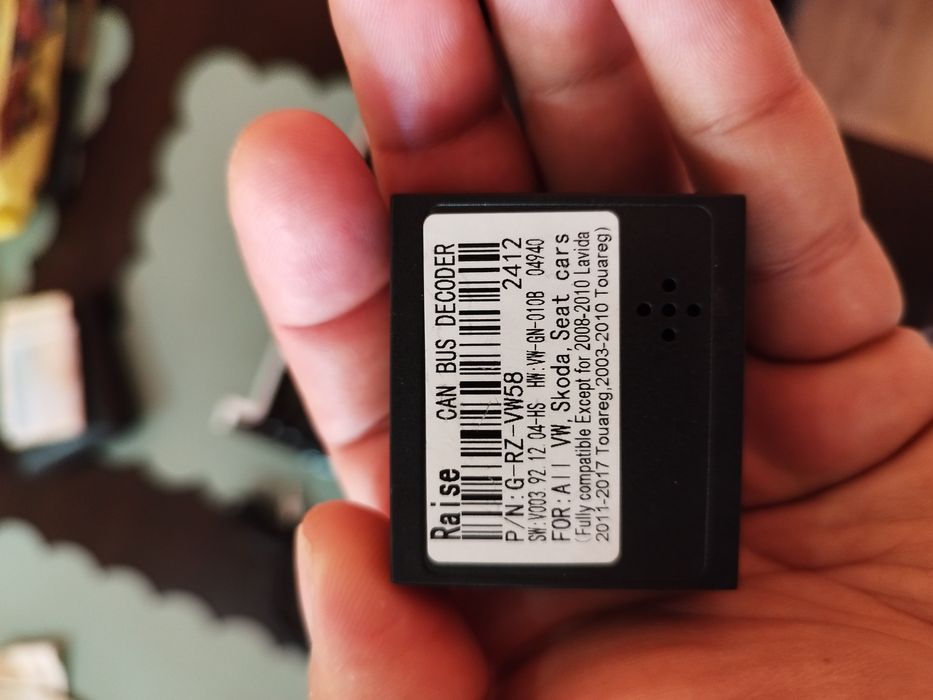 Raise CAN BUS DECODER
P/N:G-RZ-VW58 2412
SW:V003 92 12 04-HS HW:VW-GN-010B 04940
FOR:All VW,Skoda, Seat cars
(Fully compatible Except for 2008-2010 Lavida
2011-2017 Touareg,2003-2010 Touareg)